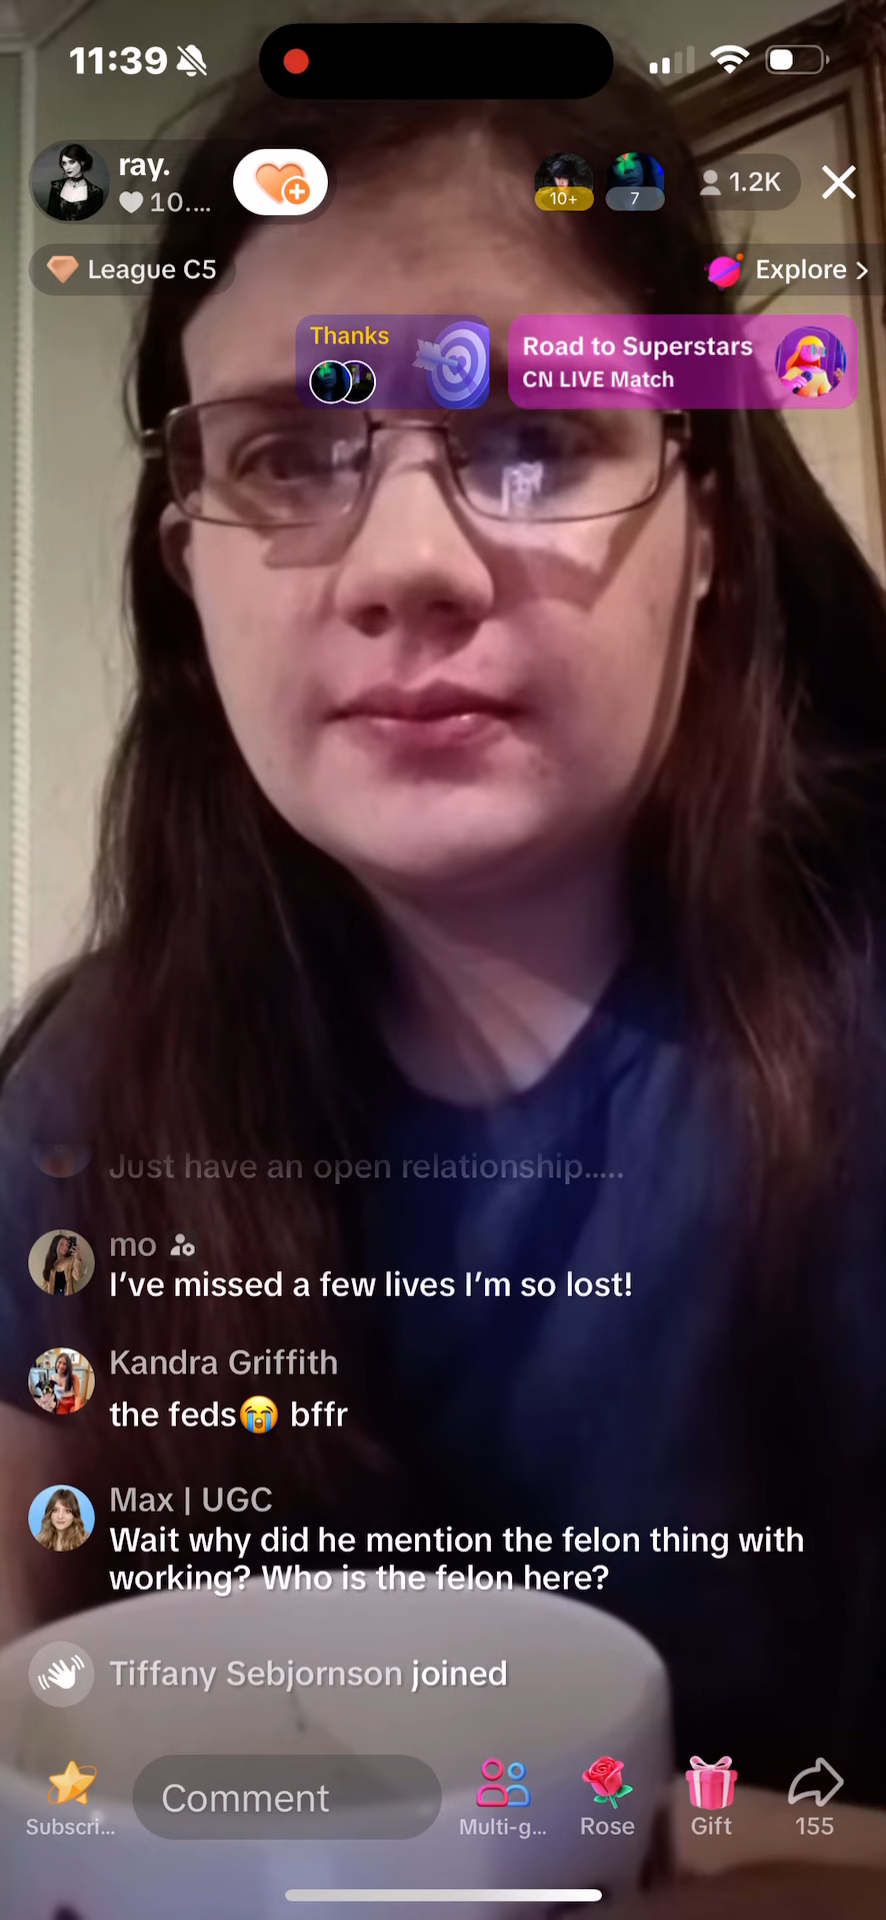 11:39
ray.
10....
10+
7
1.2K
League C5
Explore >
Thanks
Road to Superstars
CN LIVE Match
Just have an open relationship.....
mo
I’ve missed a few lives I’m so lost!
Kandra Griffith
the feds😭 bffr
Max | UGC
Wait why did he mention the felon thing with
working? Who is the felon here?
Tiffany Sebjornson joined
Subscri...
Comment
Multi-g...
Rose
Gift
155